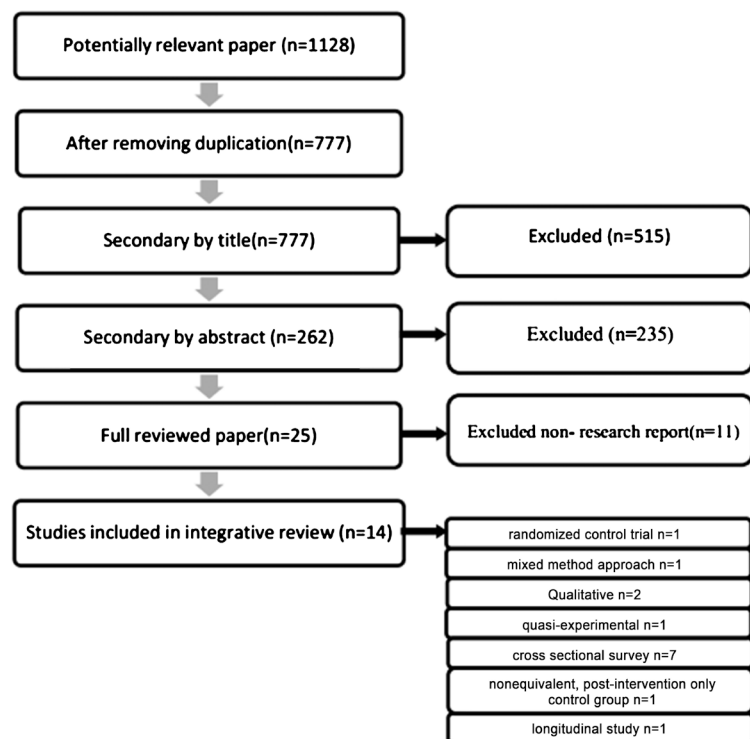 Potentially relevant paper (n=1128)
After removing duplication(n=777)
Secondary by title(n=777)
Excluded (n=515)
Secondary by abstract (n=262)
Excluded (n=235)
Full reviewed paper(n=25)
Excluded non- research report(n=11)
Studies included in integrative review (n=14)
randomized control trial n=1
mixed method approach n=1
Qualitative n=2
quasi-experimental n=1
cross sectional survey n=7
nonequivalent, post-intervention only
control group n=1
longitudinal study n=1